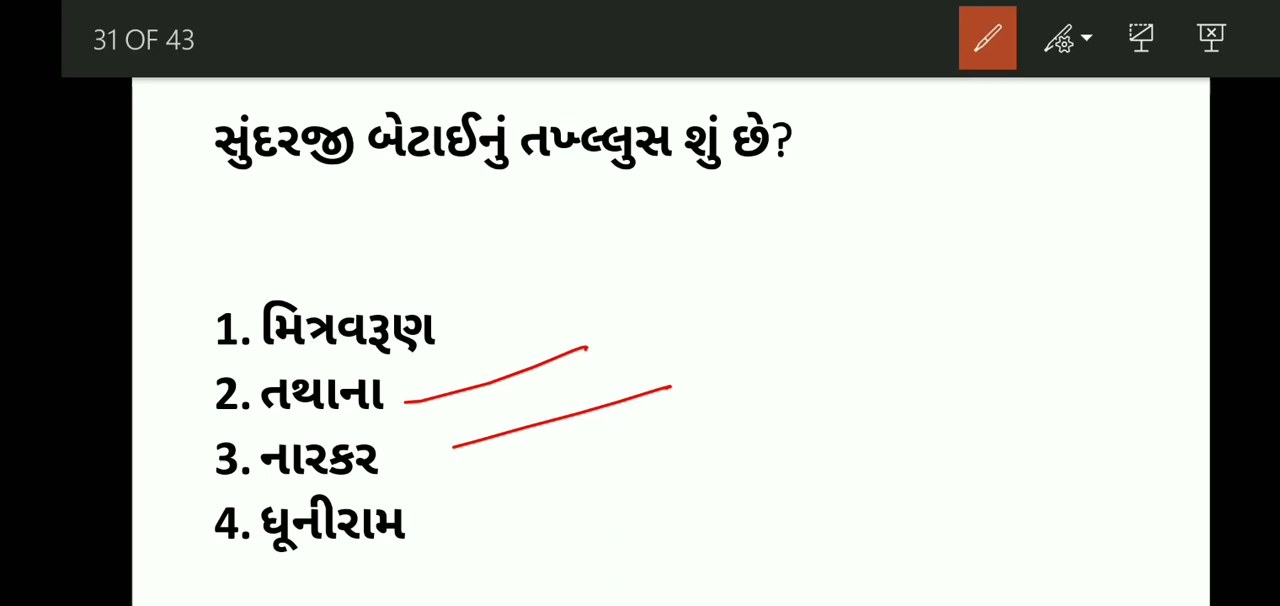 31 OF 43
સુંદરજી બેટાઈનું તખ્લ્લુસ શું છે?
1. મિત્રવરૂણ
2. તથાના
3. નારકર
4. ધૂનીરામ